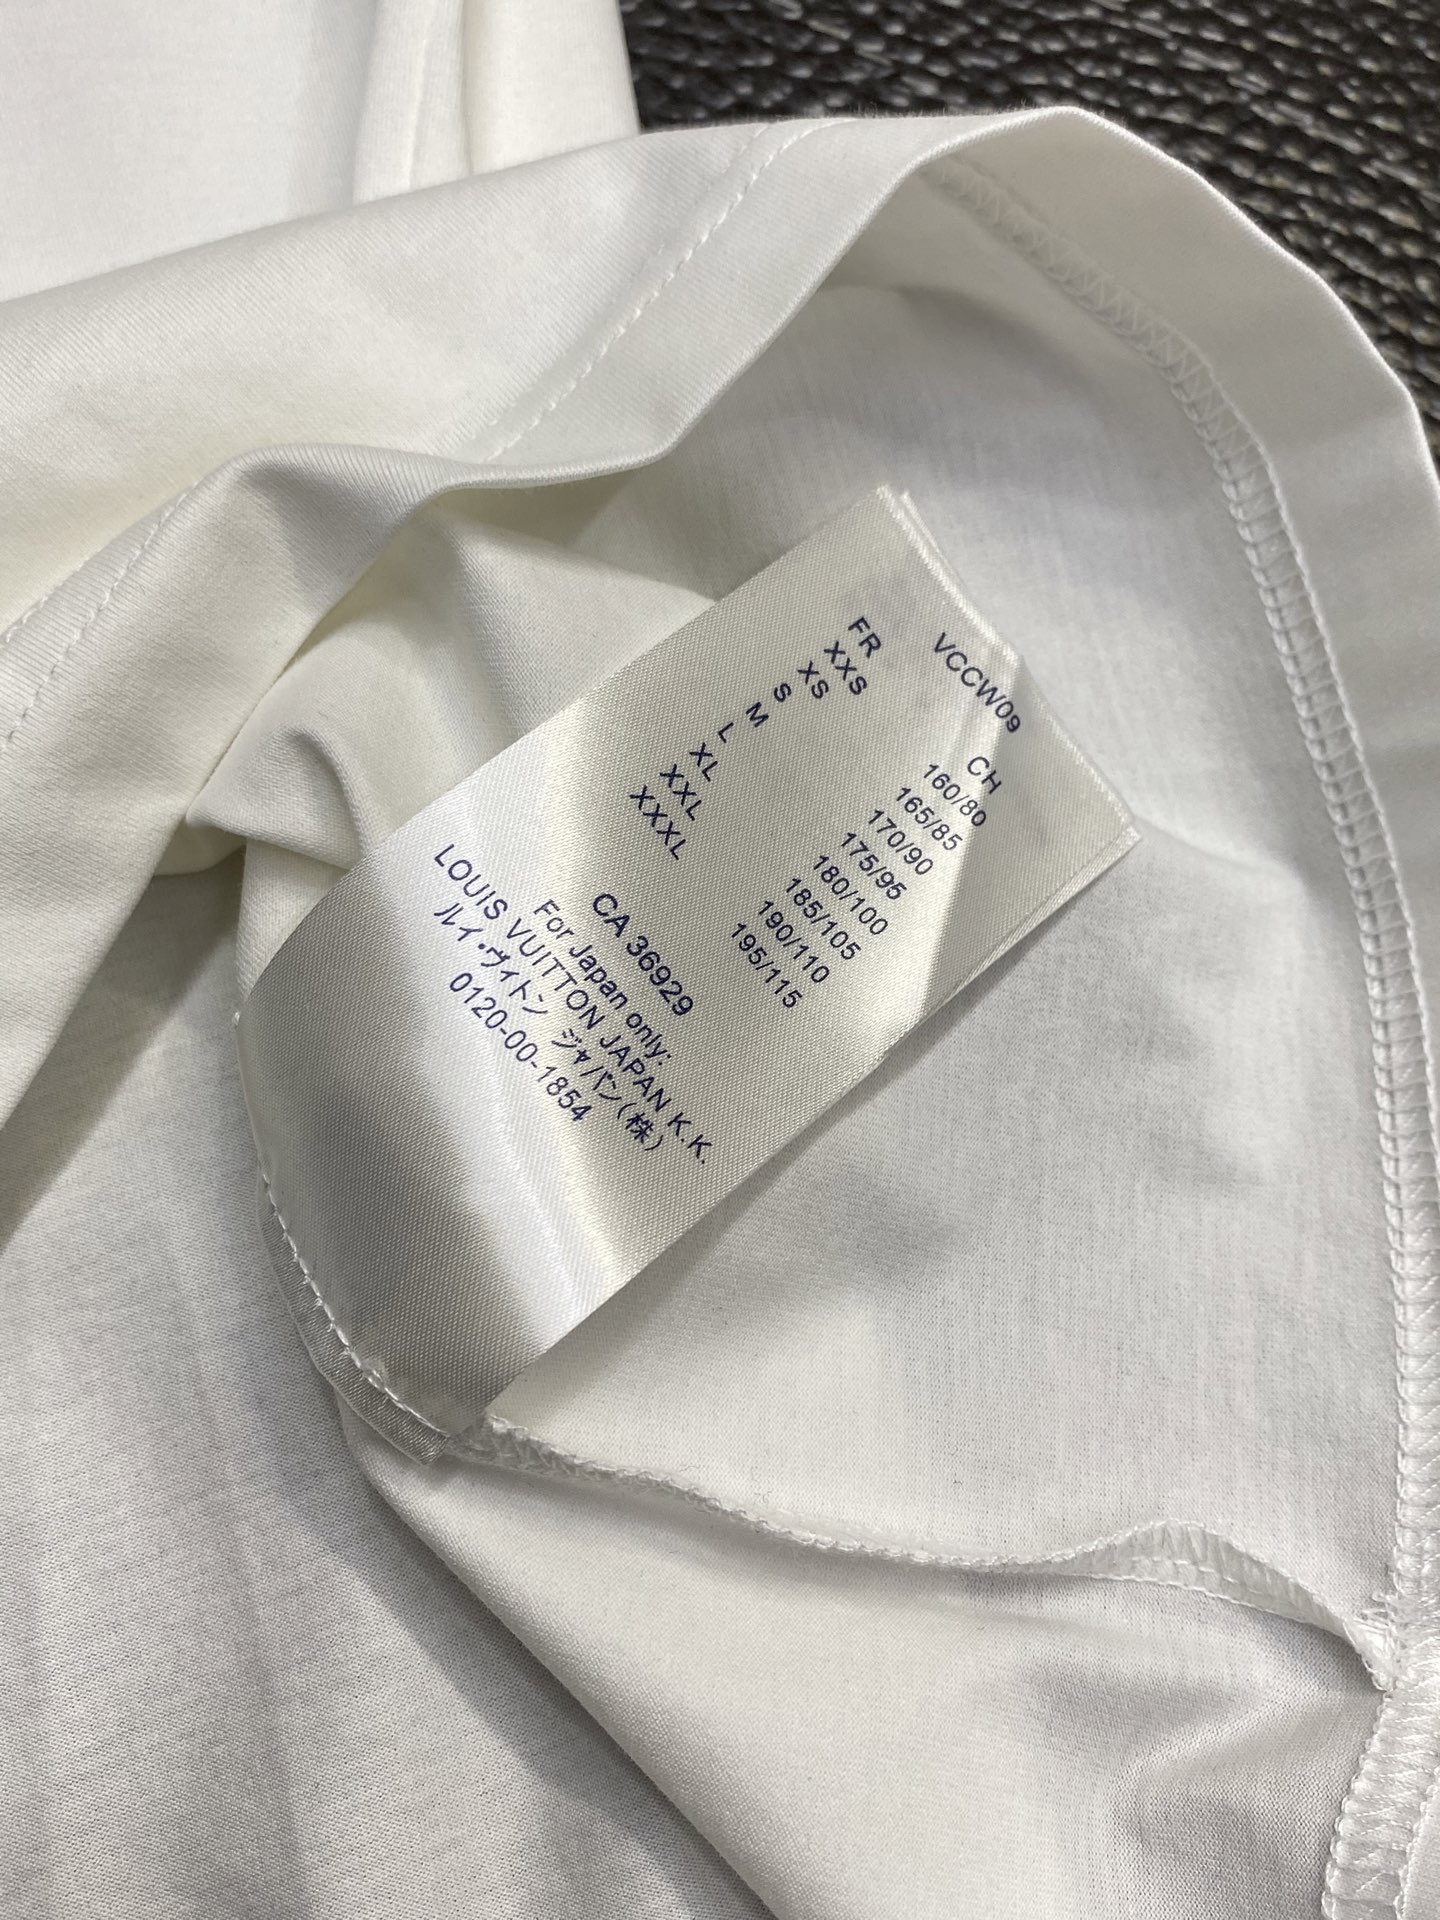 VCCW09
FR CH
XXS 160/80
XS 165/85
S 170/90
M 175/95
L 180/100
XL 185/105
XXL 190/110
XXXL 195/115
CA 36929
For Japan only:
LOUIS VUITTON JAPAN K.K.
ルイ・ヴィトン ジャパン(株)
0120-00-1854